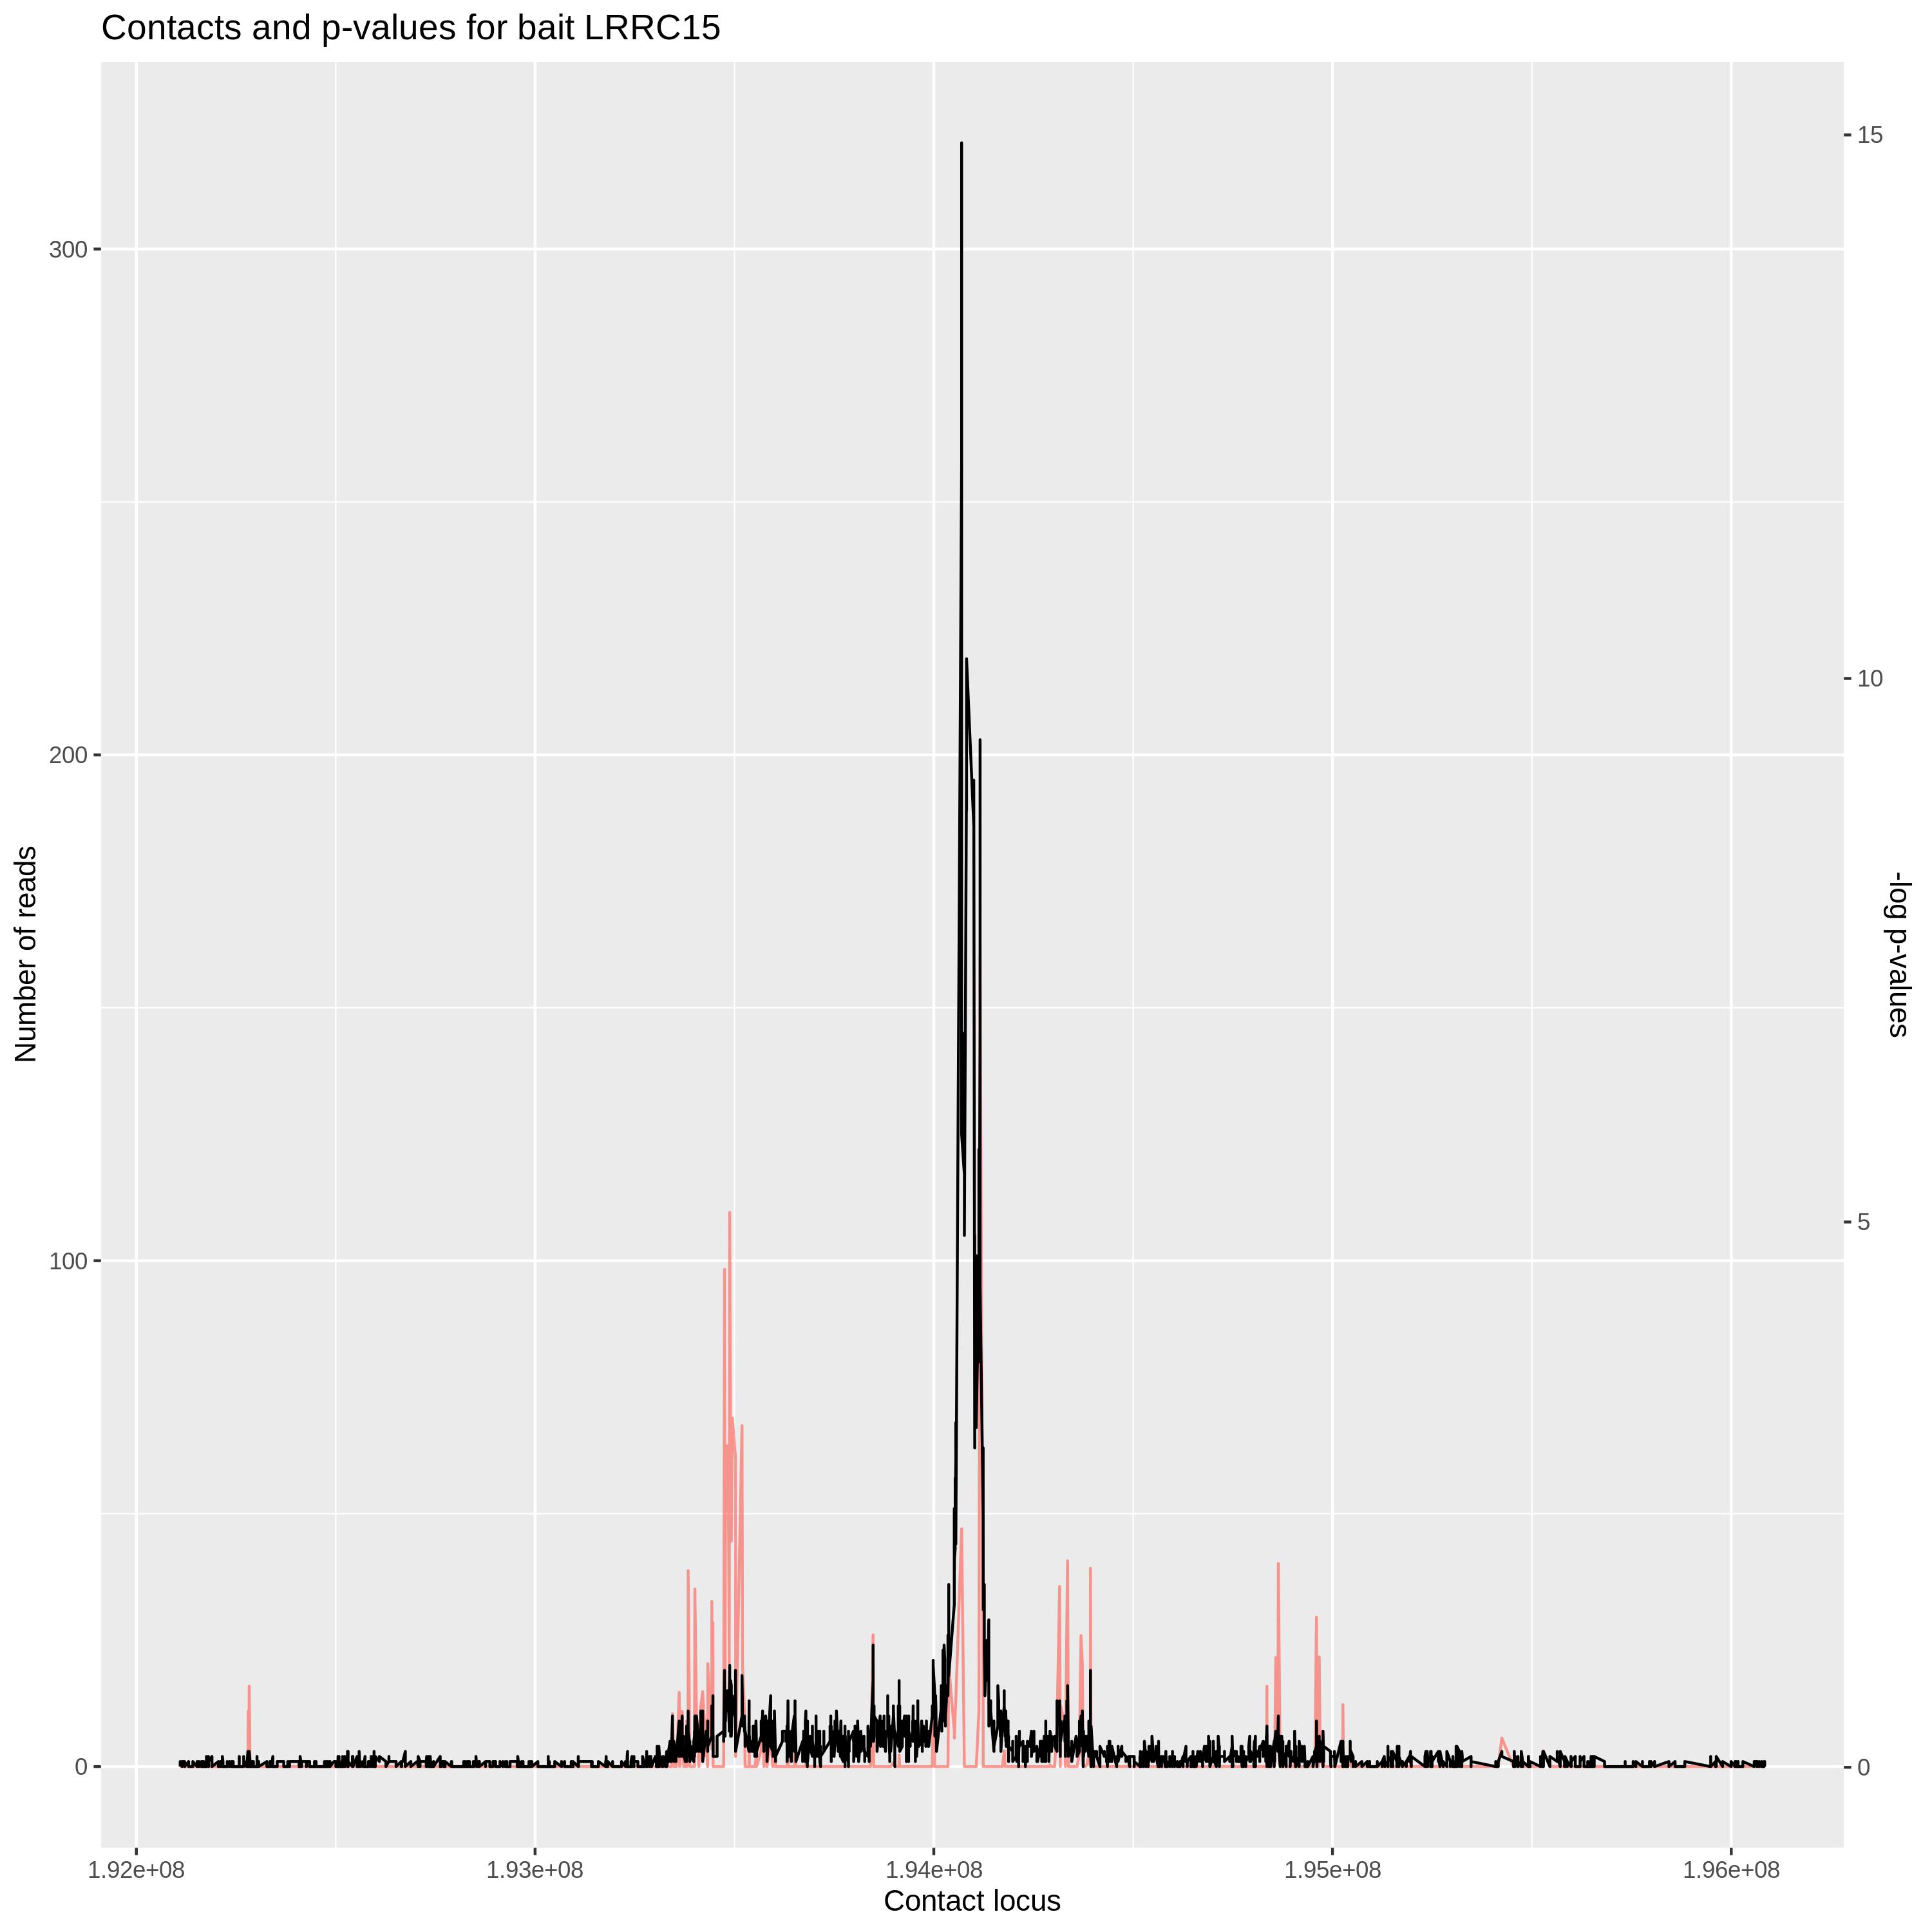 Contacts and p-values for bait LRRC15
Number of reads
300
200
100
0
15
10
5
0
-log p-values
1.92e+08
1.93e+08
1.94e+08
1.95e+08
1.96e+08
Contact locus